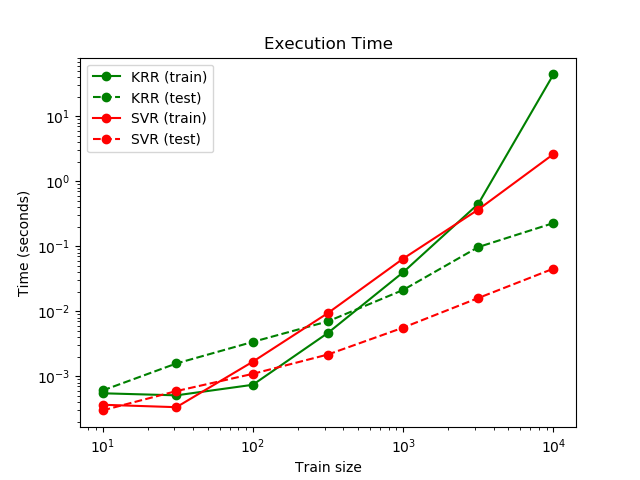 Execution Time
KRR (train)
KRR (test)
SVR (train)
SVR (test)
10¹
10⁰
10⁻¹
10⁻²
10⁻³
Time (seconds)
10¹ 10² 10³ 10⁴
Train size